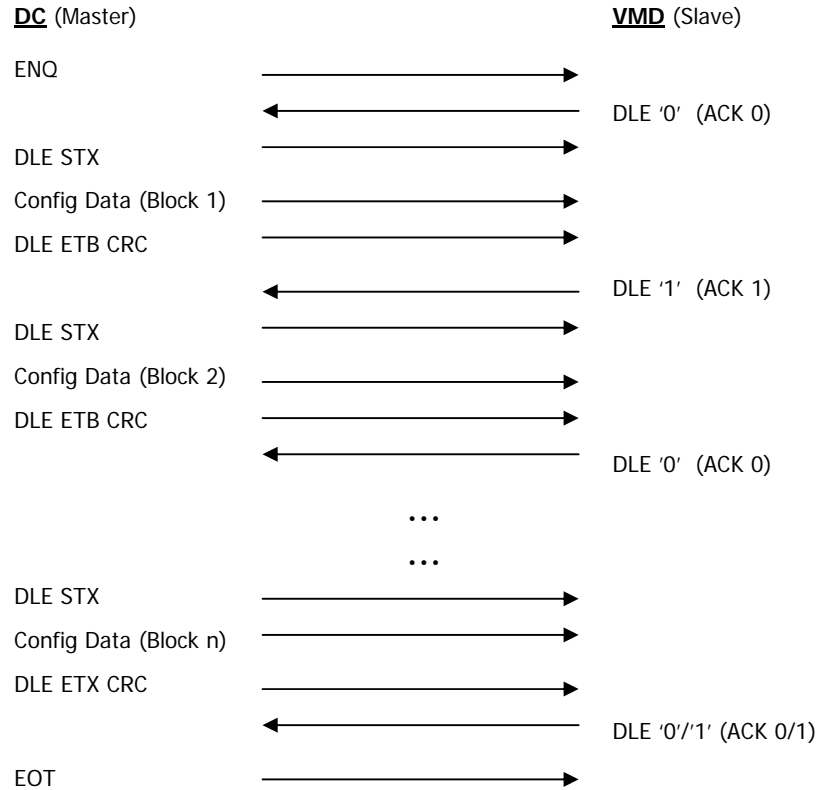 DC (Master) VMD (Slave)
ENQ
DLE ‘0’ (ACK 0)
DLE STX
Config Data (Block 1)
DLE ETB CRC
DLE ‘1’ (ACK 1)
DLE STX
Config Data (Block 2)
DLE ETB CRC
DLE ’0’ (ACK 0)
...
...
DLE STX
Config Data (Block n)
DLE ETX CRC
DLE ‘0’/’1’ (ACK 0/1)
EOT